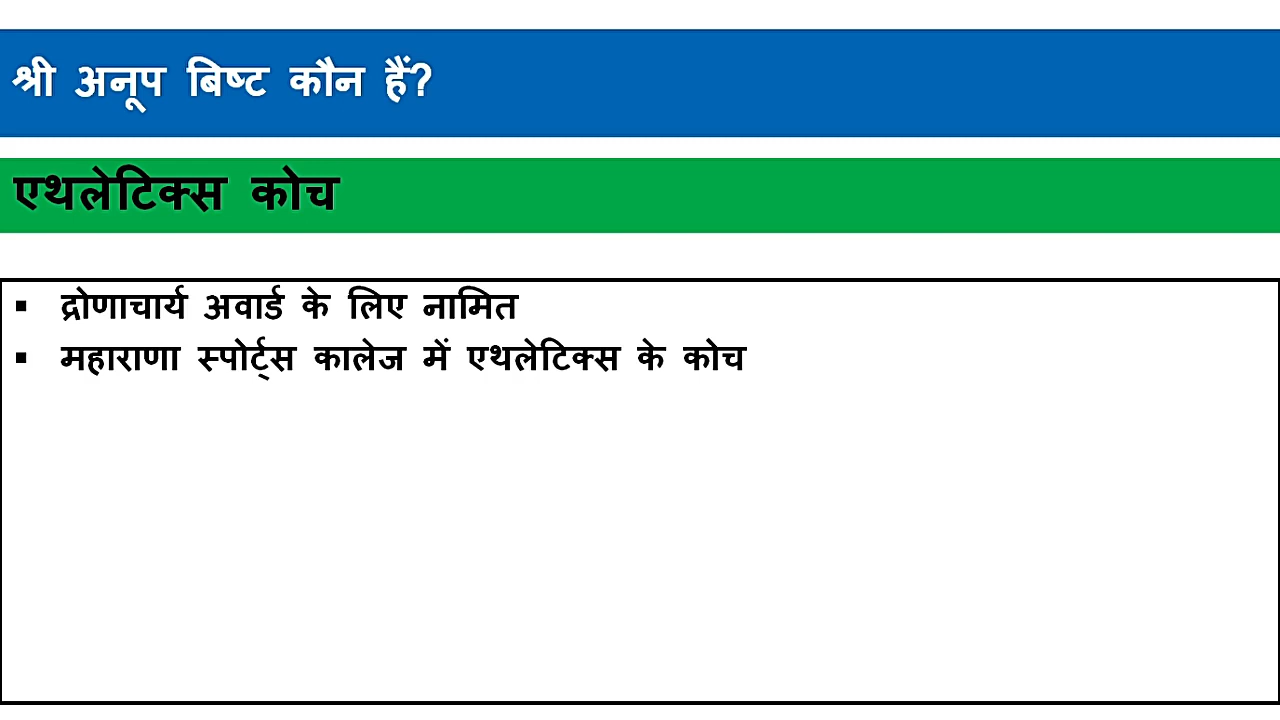 श्री अनूप बिष्ट कौन हैं?
एथलेटिक्स कोच
▪ द्रोणाचार्य अवार्ड के लिए नामित
▪ महाराणा स्पोर्ट्स कालेज में एथलेटिक्स के कोच